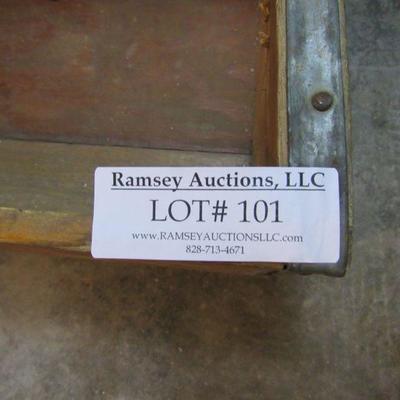 Ramsey Auctions, LLC
LOT# 101
www.RAMSEYAUCTIONSLLC.com
828-713-4671